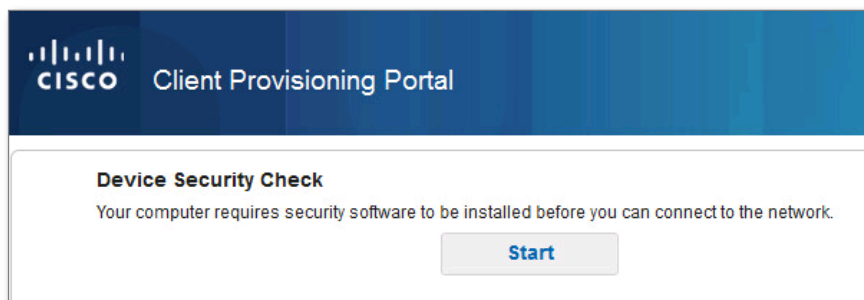 CISCO
Client Provisioning Portal
Device Security Check
Your computer requires security software to be installed before you can connect to the network.
Start